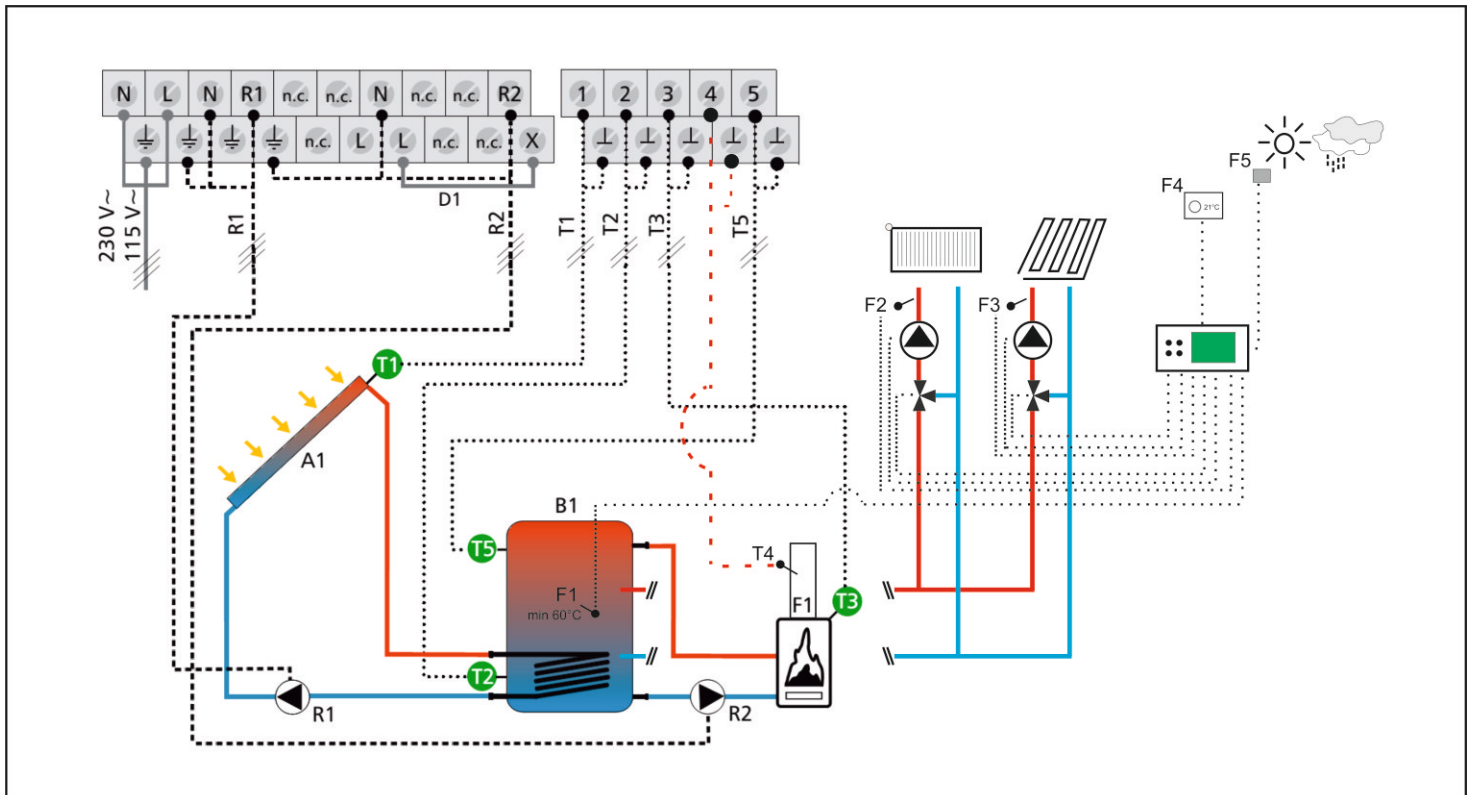 N L N R1 n.c. n.c. N n.c. n.c. R2
n.c. L L n.c. n.c. X
1 2 3 4 5
230 V~
115 V~
R1
D1
R2
T1
T2
T3
T5
F5
F4
21°C
F2
F3
T1
A1
B1
T5
F1
min 60°C
T4
F1
T3
T2
R1
R2